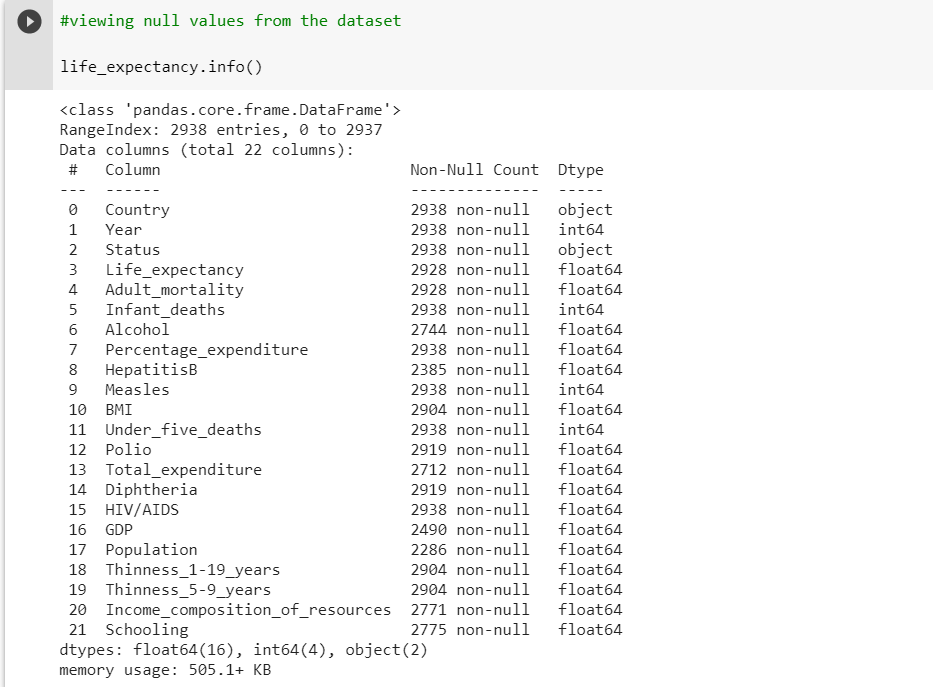 #viewing null values from the dataset
life_expectancy.info()
<class 'pandas.core.frame.DataFrame'>
RangeIndex: 2938 entries, 0 to 2937
Data columns (total 22 columns):
 #   Column                           Non-Null Count  Dtype
---  ------                           --------------  -----
 0   Country                          2938 non-null   object
 1   Year                             2938 non-null   int64
 2   Status                           2938 non-null   object
 3   Life_expectancy                  2928 non-null   float64
 4   Adult_mortality                  2928 non-null   float64
 5   Infant_deaths                    2938 non-null   int64
 6   Alcohol                          2744 non-null   float64
 7   Percentage_expenditure           2938 non-null   float64
 8   HepatitisB                       2385 non-null   float64
 9   Measles                          2938 non-null   int64
 10  BMI                              2904 non-null   float64
 11  Under_five_deaths                2938 non-null   int64
 12  Polio                            2919 non-null   float64
 13  Total_expenditure                2712 non-null   float64
 14  Diphtheria                       2919 non-null   float64
 15  HIV/AIDS                         2938 non-null   float64
 16  GDP                              2490 non-null   float64
 17  Population                       2286 non-null   float64
 18  Thinness_1-19_years              2904 non-null   float64
 19  Thinness_5-9_years               2904 non-null   float64
 20  Income_composition_of_resources  2771 non-null   float64
 21  Schooling                        2775 non-null   float64
dtypes: float64(16), int64(4), object(2)
memory usage: 505.1+ KB